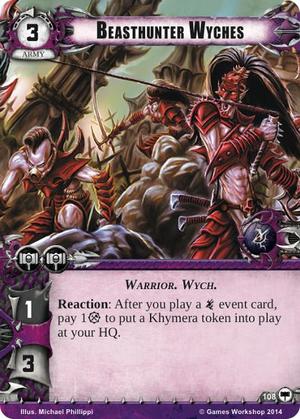 3
BEASTHUNTER WYCHES
ARMY
WARRIOR. WYCH.
1
Reaction: After you play a event card,
pay 1 to put a Khymera token into play
at your HQ.
3
108
Illus. Michael Phillippi
© Games Workshop 2014